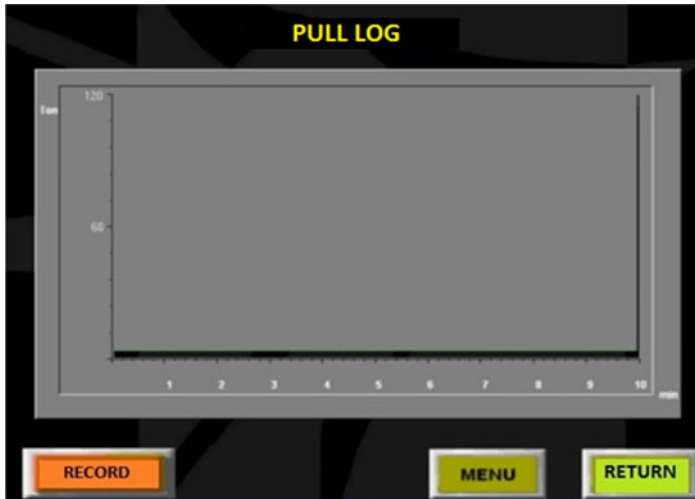 PULL LOG
120
Ton
60
1 2 3 4 5 6 7 8 9 10
min
RECORD
MENU
RETURN